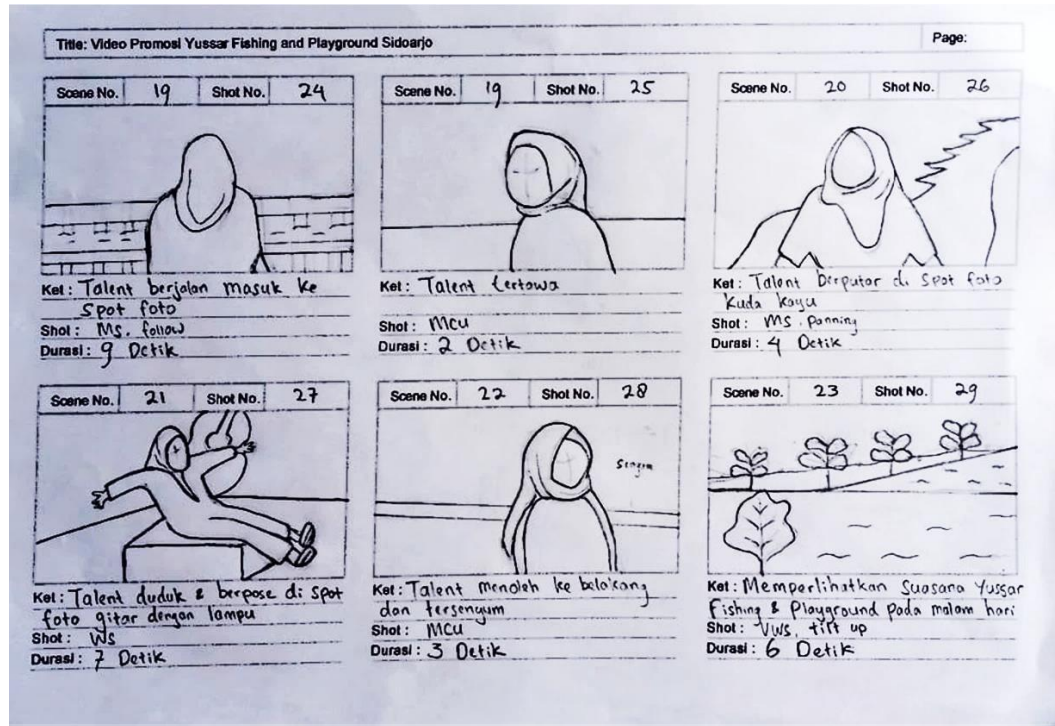 Title: Video Promosi Yussar Fishing and Playground Sidoarjo
Page:
Scene No. 19 Shot No. 24
Ket : Talent berjalan masuk ke
spot foto
Shot : MS. follow
Durasi : 9 Detik
Scene No. 19 Shot No. 25
Ket : Talent tertawa
Shot : MCU
Durasi : 2 Detik
Scene No. 20 Shot No. 26
Ket : Talent berputar di spot foto
kuda kayu
Shot : MS. panning
Durasi : 4 Detik
Scene No. 21 Shot No. 27
Ket : Talent duduk & berpose di spot
foto gitar dengan lampu
Shot : WS
Durasi : 7 Detik
Scene No. 22 Shot No. 28
Senyum
Ket : Talent menoleh ke belakang
dan tersenyum
Shot : MCU
Durasi : 3 Detik
Scene No. 23 Shot No. 29
Ket : Memperlihatkan Suasana Yussar
Fishing & Playground pada malam hari
Shot : VWS, tilt up
Durasi : 6 Detik